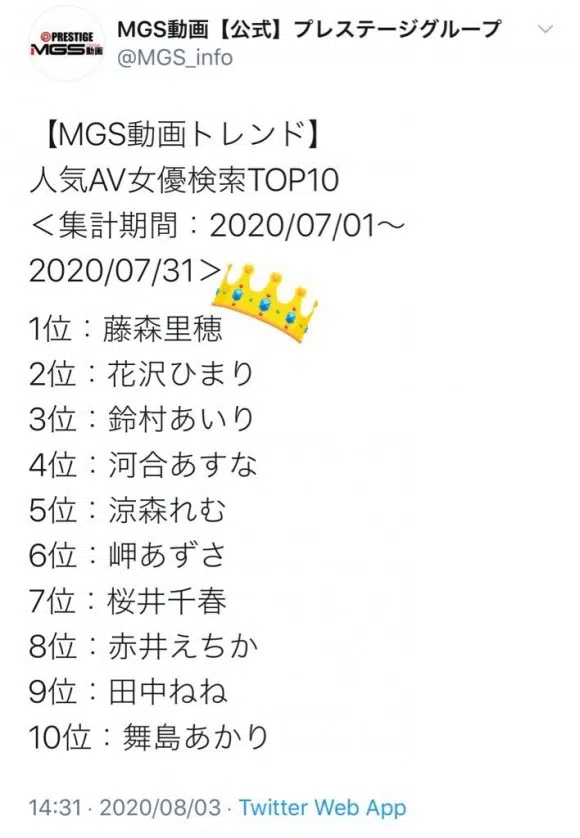 PRESTIGE
MGS動画
MGS動画【公式】プレステージグループ
@MGS_info
【MGS動画トレンド】
人気AV女優検索TOP10
＜集計期間：2020/07/01〜
2020/07/31＞
1位：藤森里穂
2位：花沢ひまり
3位：鈴村あいり
4位：河合あすな
5位：涼森れむ
6位：岬あずさ
7位：桜井千春
8位：赤井えちか
9位：田中ねね
10位：舞島あかり
14:31 · 2020/08/03 · Twitter Web App